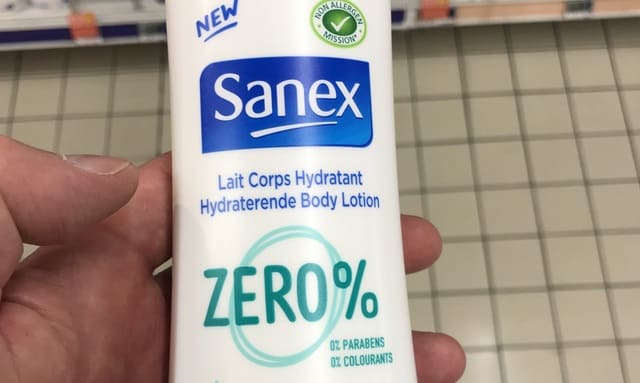 NEW
NON ALLERGEN
MISSION*
Sanex
Lait Corps Hydratant
Hydraterende Body Lotion
ZERO%
0% PARABENS
0% COLOURANTS